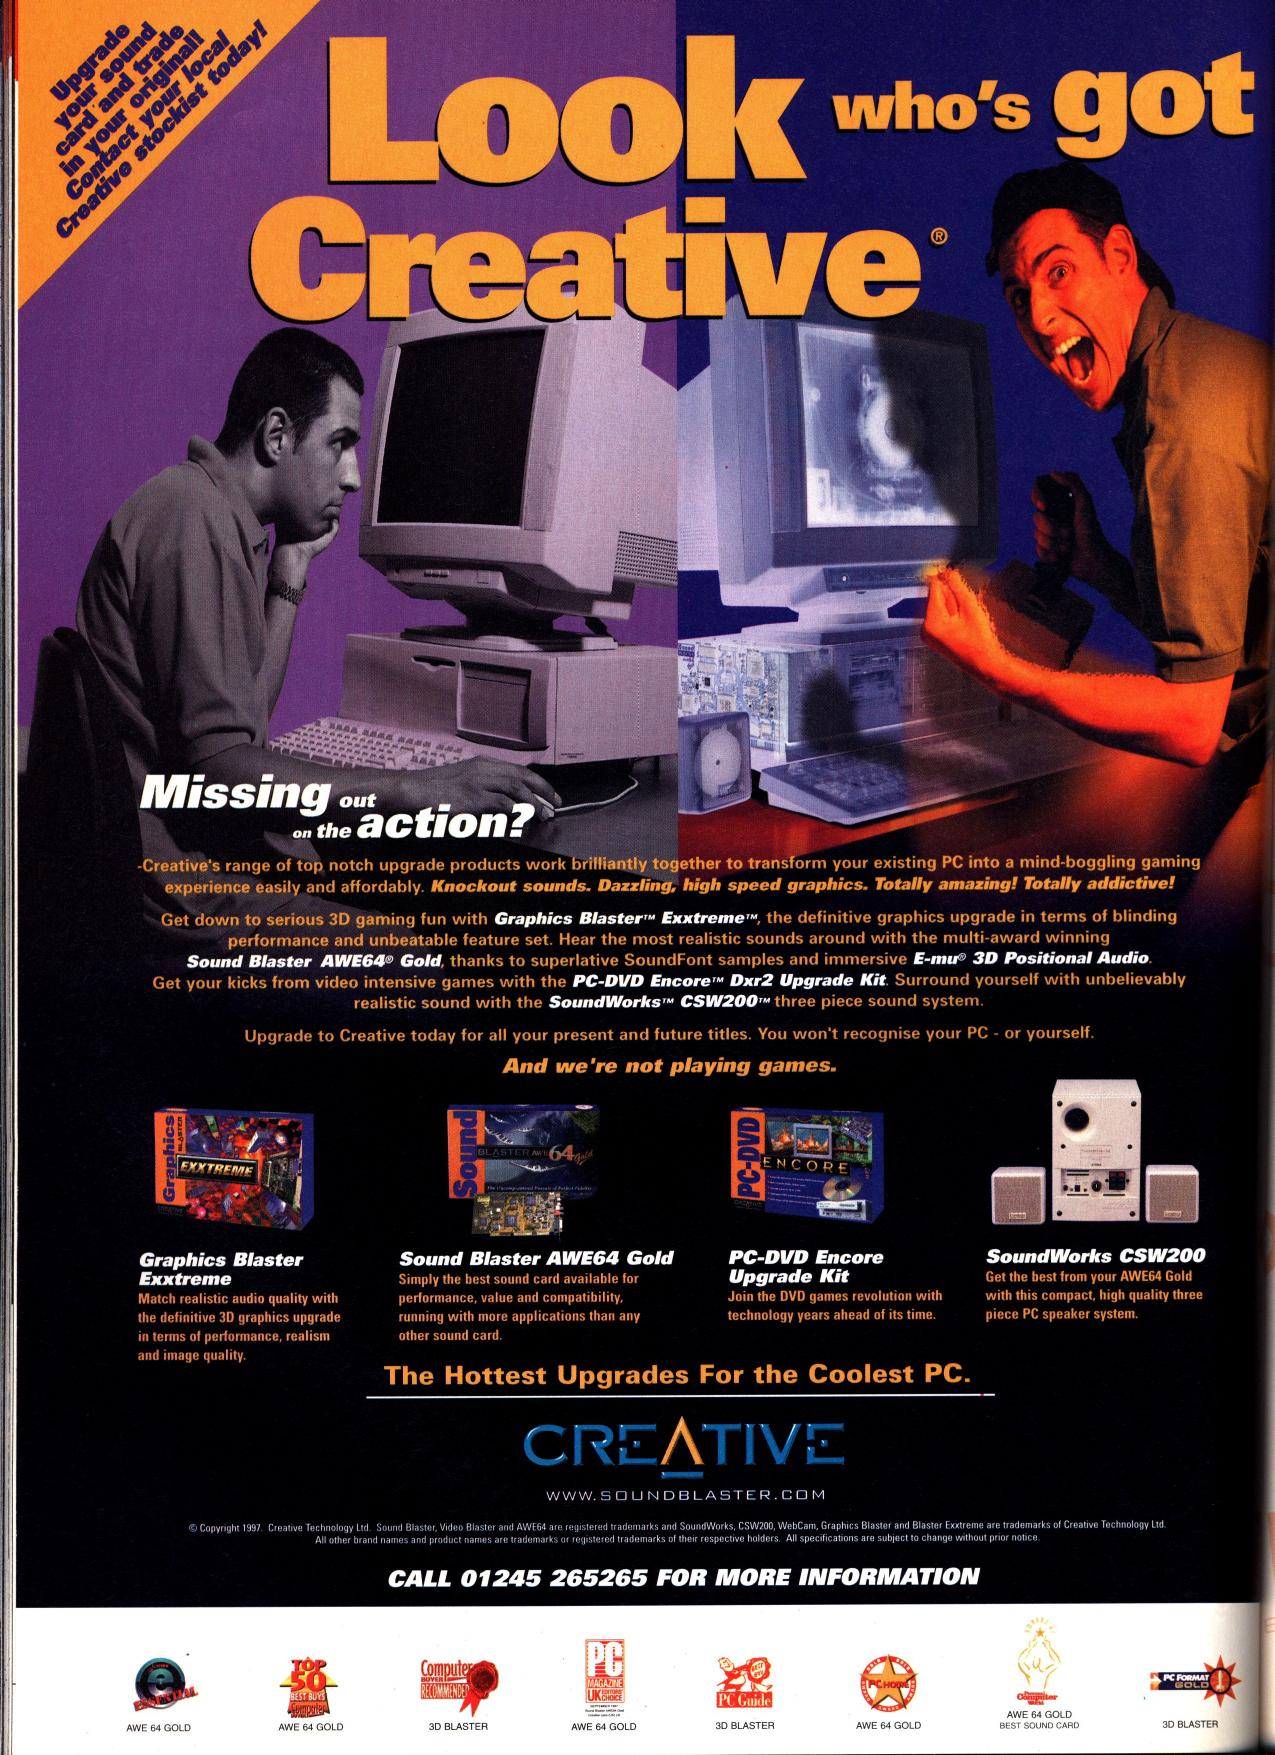 Upgrade
your sound
card and trade
in your original!
Contact your local
Creative stockist today!
Look who's got
Creative®
Missing out
on the action?
-Creative's range of top notch upgrade products work brilliantly together to transform your existing PC into a mind-boggling gaming
experience easily and affordably. Knockout sounds. Dazzling, high speed graphics. Totally amazing! Totally addictive!
Get down to serious 3D gaming fun with Graphics Blaster™ Exxtreme™, the definitive graphics upgrade in terms of blinding
performance and unbeatable feature set. Hear the most realistic sounds around with the multi-award winning
Sound Blaster AWE64® Gold, thanks to superlative SoundFont samples and immersive E-mu® 3D Positional Audio.
Get your kicks from video intensive games with the PC-DVD Encore™ Dxr2 Upgrade Kit. Surround yourself with unbelievably
realistic sound with the SoundWorks™ CSW200™ three piece sound system.
Upgrade to Creative today for all your present and future titles. You won't recognise your PC - or yourself.
And we're not playing games.
Graphics
BLASTER
EXXTREME
CREATIVE
Sound
BLASTER AWE64 Gold
PC-DVD
ENCORE
CREATIVE
Graphics Blaster
Exxtreme
Match realistic audio quality with
the definitive 3D graphics upgrade
in terms of performance, realism
and image quality.
Sound Blaster AWE64 Gold
Simply the best sound card available for
performance, value and compatibility,
running with more applications than any
other sound card.
PC-DVD Encore
Upgrade Kit
Join the DVD games revolution with
technology years ahead of its time.
SoundWorks CSW200
Get the best from your AWE64 Gold
with this compact, high quality three
piece PC speaker system.
The Hottest Upgrades For the Coolest PC.
CREATIVE
WWW.SOUNDBLASTER.COM
© Copyright 1997. Creative Technology Ltd. Sound Blaster, Video Blaster and AWE64 are registered trademarks and SoundWorks, CSW200, WebCam, Graphics Blaster and Blaster Exxtreme are trademarks of Creative Technology Ltd.
All other brand names and product names are trademarks or registered trademarks of their respective holders. All specifications are subject to change without prior notice.
CALL 01245 265265 FOR MORE INFORMATION
ESSENTIAL
AWE 64 GOLD
TOP
50
BEST BUYS
Computer
AWE 64 GOLD
Computer
BUYER
RECOMMENDED
3D BLASTER
PC
MAGAZINE
UK EDITORS'
CHOICE
AWE 64 GOLD
BEST BUY
PC Guide
3D BLASTER
PC HOME
GOLD
AWE 64 GOLD
Personal
Computer
World
AWE 64 GOLD
BEST SOUND CARD
PC FORMAT
GOLD
3D BLASTER